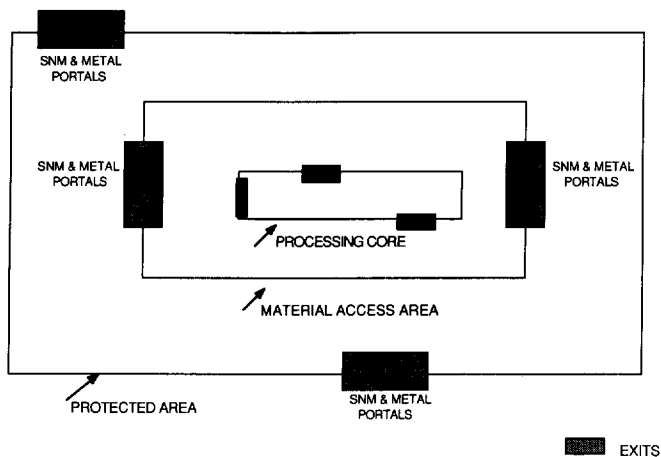 SNM & METAL
PORTALS
SNM & METAL
PORTALS
SNM & METAL
PORTALS
PROCESSING CORE
MATERIAL ACCESS AREA
PROTECTED AREA
SNM & METAL
PORTALS
EXITS